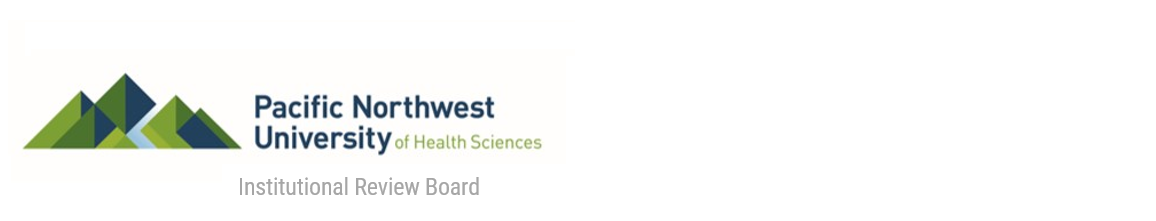 Pacific Northwest
University of Health Sciences
Institutional Review Board